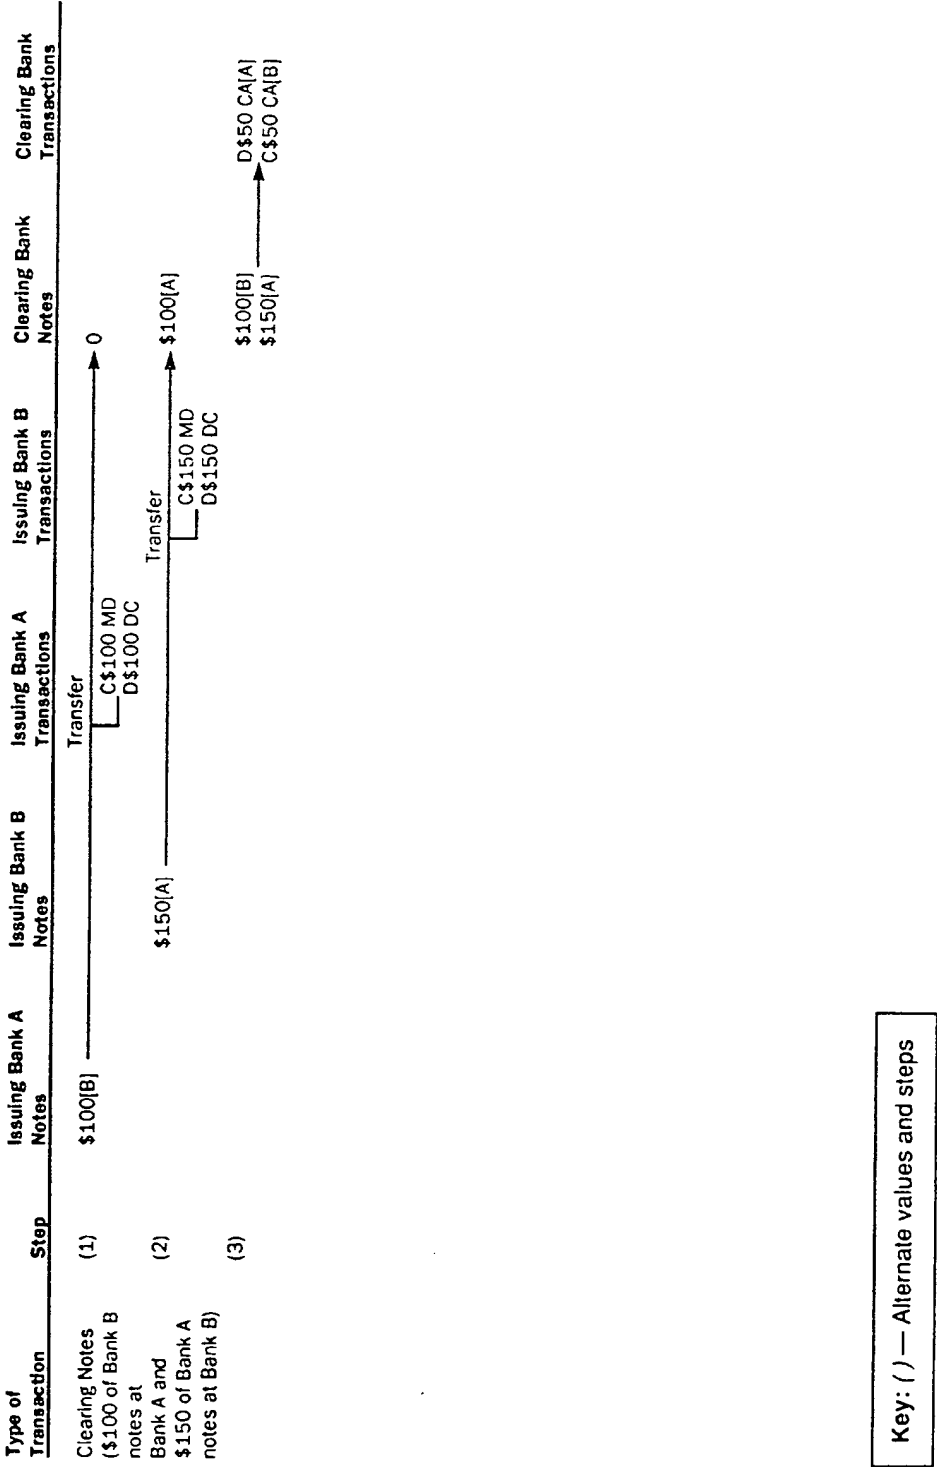 Type of Transaction
Step
Issuing Bank A Notes
Issuing Bank B Notes
Issuing Bank A Transactions
Issuing Bank B Transactions
Clearing Bank Notes
Clearing Bank Transactions
Clearing Notes
($100 of Bank B
notes at
Bank A and
$150 of Bank A
notes at Bank B)
(1)
$100[B]
Transfer
C$100 MD
D$100 DC
0
(2)
$150[A]
Transfer
C$150 MD
D$150 DC
$100[A]
(3)
$100[B]
$150[A]
D$50 CA[A]
C$50 CA[B]
Key: ( ) — Alternate values and steps